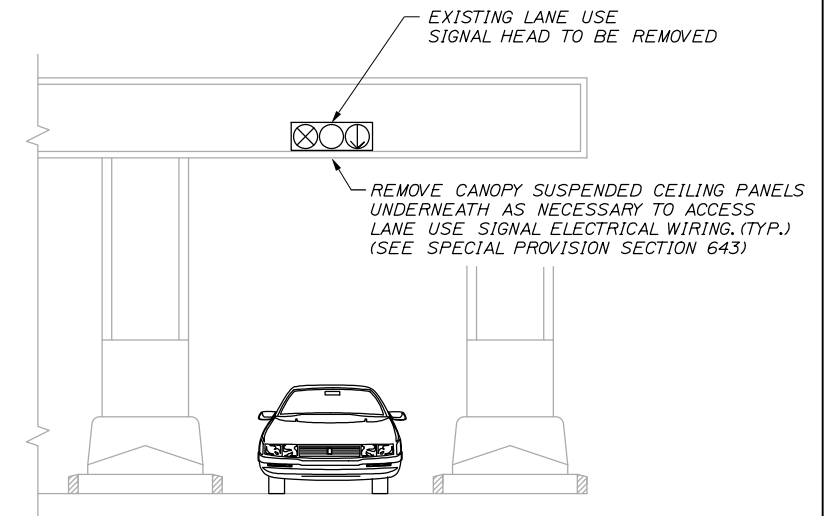 EXISTING LANE USE
SIGNAL HEAD TO BE REMOVED
REMOVE CANOPY SUSPENDED CEILING PANELS
UNDERNEATH AS NECESSARY TO ACCESS
LANE USE SIGNAL ELECTRICAL WIRING. (TYP.)
(SEE SPECIAL PROVISION SECTION 643)